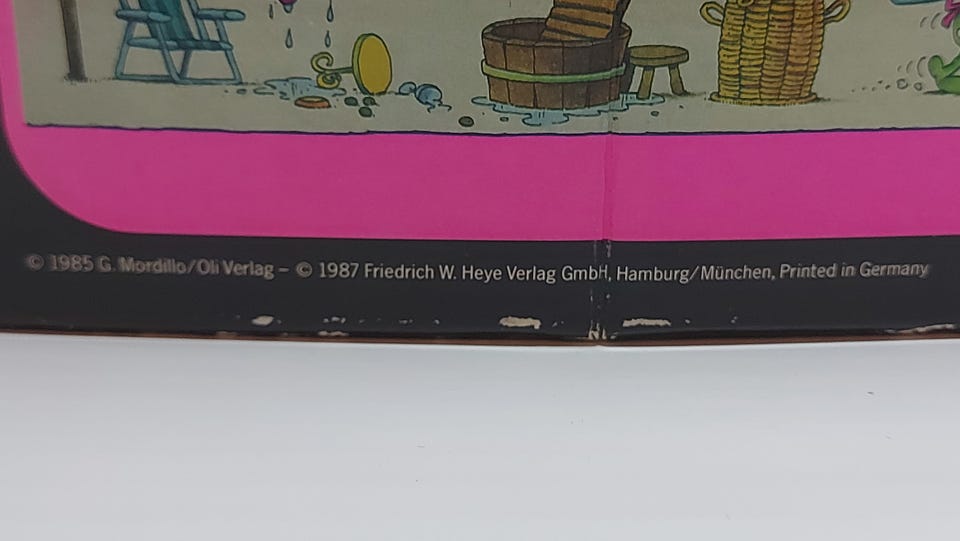 © 1985 G. Mordillo/Oli Verlag – © 1987 Friedrich W. Heye Verlag GmbH, Hamburg/München, Printed in Germany